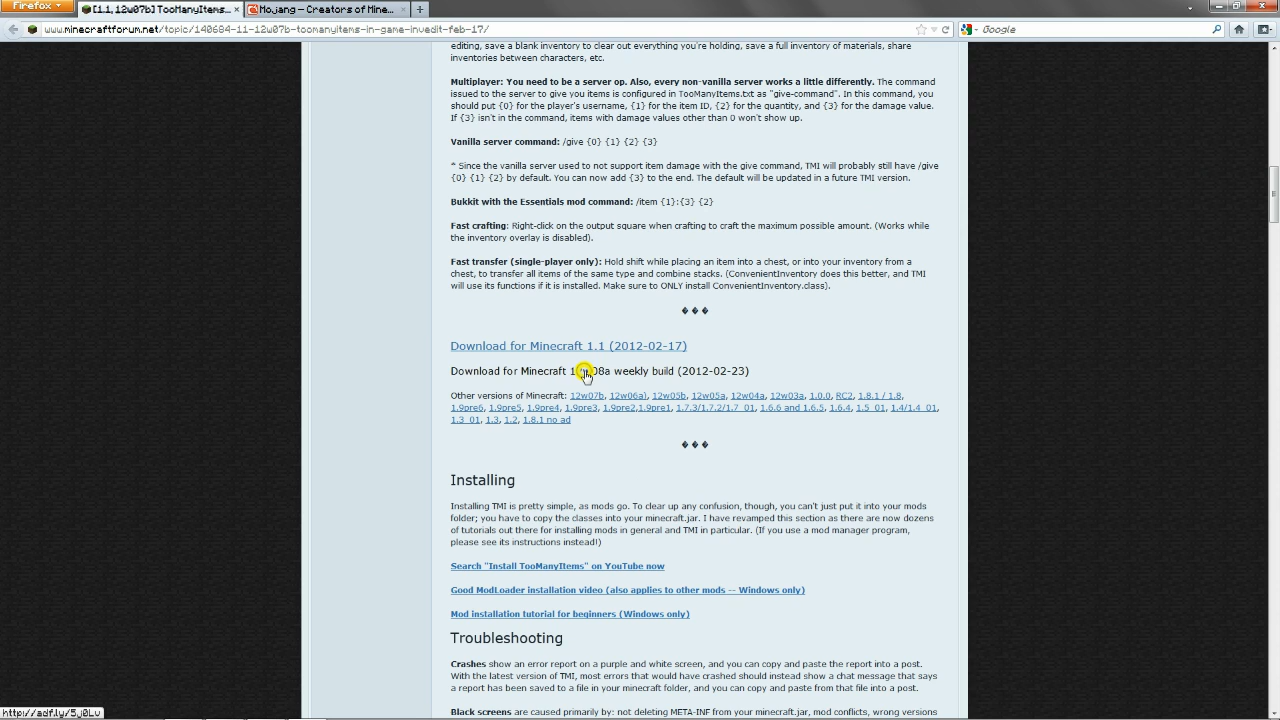 Firefox
[1.1, 12w07b] TooManyItems... ×
Mojang – Creators of Mine... ×
www.minecraftforum.net/topic/140684-11-12w07b-toomanyitems-in-game-invedit-feb-17/
Google
editing, save a blank inventory to clear out everything you're holding, save a full inventory of materials, share
inventories between characters, etc.
Multiplayer: You need to be a server op. Also, every non-vanilla server works a little differently. The command
issued to the server to give you items is configured in TooManyItems.txt as "give-command". In this command, you
should put {0} for the player's username, {1} for the item ID, {2} for the quantity, and {3} for the damage value.
If {3} isn't in the command, items with damage values other than 0 won't show up.
Vanilla server command: /give {0} {1} {2} {3}
* Since the vanilla server used to not support item damage with the give command, TMI will probably still have /give
{0} {1} {2} by default. You can now add {3} to the end. The default will be updated in a future TMI version.
Bukkit with the Essentials mod command: /item {1}:{3} {2}
Fast crafting: Right-click on the output square when crafting to craft the maximum possible amount. (Works while
the inventory overlay is disabled).
Fast transfer (single-player only): Hold shift while placing an item into a chest, or into your inventory from a
chest, to transfer all items of the same type and combine stacks. (ConvenientInventory does this better, and TMI
will use its functions if it is installed. Make sure to ONLY install ConvenientInventory.class).
� � �
Download for Minecraft 1.1 (2012-02-17)
Download for Minecraft 12w08a weekly build (2012-02-23)
Other versions of Minecraft: 12w07b, 12w06a1, 12w05b, 12w05a, 12w04a, 12w03a, 1.0.0, RC2, 1.8.1 / 1.8,
1.9pre6, 1.9pre5, 1.9pre4, 1.9pre3, 1.9pre2,1.9pre1, 1.7.3/1.7.2/1.7_01, 1.6.6 and 1.6.5, 1.6.4, 1.5_01, 1.4/1.4_01,
1.3_01, 1.3, 1.2, 1.8.1 no ad
� � �
Installing
Installing TMI is pretty simple, as mods go. To clear up any confusion, though, you can't just put it into your mods
folder; you have to copy the classes into your minecraft.jar. I have revamped this section as there are now dozens
of tutorials out there for installing mods in general and TMI in particular. (If you use a mod manager program,
please see its instructions instead!)
Search "Install TooManyItems" on YouTube now
Good ModLoader installation video (also applies to other mods -- Windows only)
Mod installation tutorial for beginners (Windows only)
Troubleshooting
Crashes show an error report on a purple and white screen, and you can copy and paste the report into a post.
With the latest version of TMI, most errors that would have crashed should instead show a chat message that says
a report has been saved to a file in your minecraft folder, and you can copy and paste from that file into a post.
Black screens are caused primarily by: not deleting META-INF from your minecraft.jar, mod conflicts, wrong versions
http://adf.ly/5j0Lv